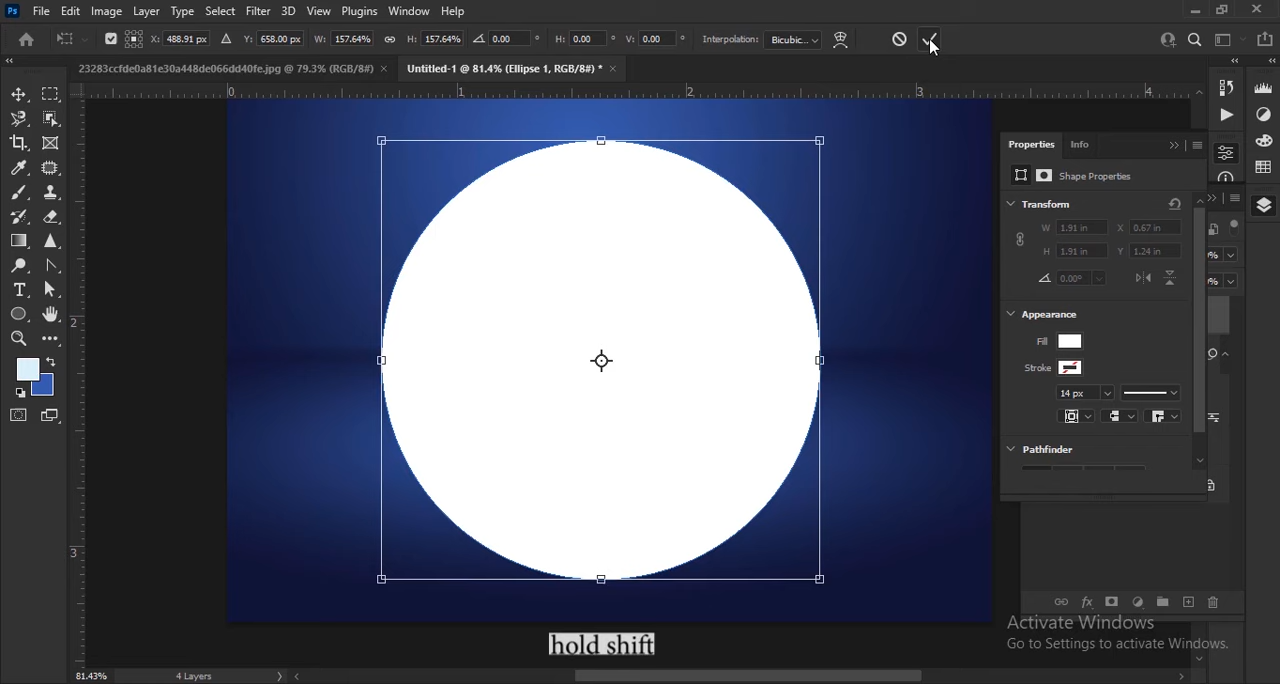 Ps File Edit Image Layer Type Select Filter 3D View Plugins Window Help
X: 488.91 px Y: 658.00 px W: 157.64% H: 157.64% 0.00 ° H: 0.00 ° V: 0.00 ° Interpolation: Bicubic...
23283ccfde0a81e30a448de066dd40fe.jpg @ 79.3% (RGB/8#) × Untitled-1 @ 81.4% (Ellipse 1, RGB/8#) * ×
0 1 2 3 4
Properties Info
Shape Properties
Transform
W 1.91 in X 0.67 in
H 1.91 in Y 1.24 in
0.00°
Appearance
Fill
2
Stroke
14 px
Pathfinder
3
fx
Activate Windows
Go to Settings to activate Windows.
hold shift
81.43% 4 Layers